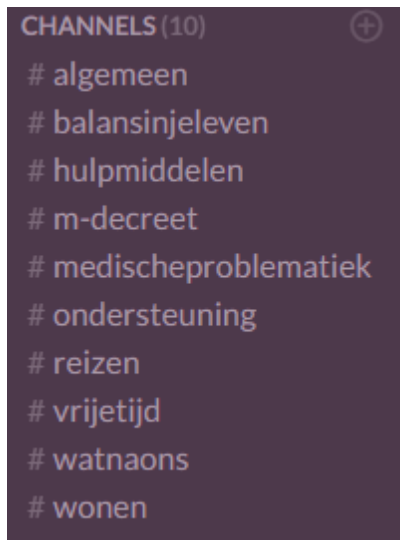 CHANNELS (10)
# algemeen
# balansinjeleven
# hulpmiddelen
# m-decreet
# medischeproblematiek
# ondersteuning
# reizen
# vrijetijd
# watnaons
# wonen